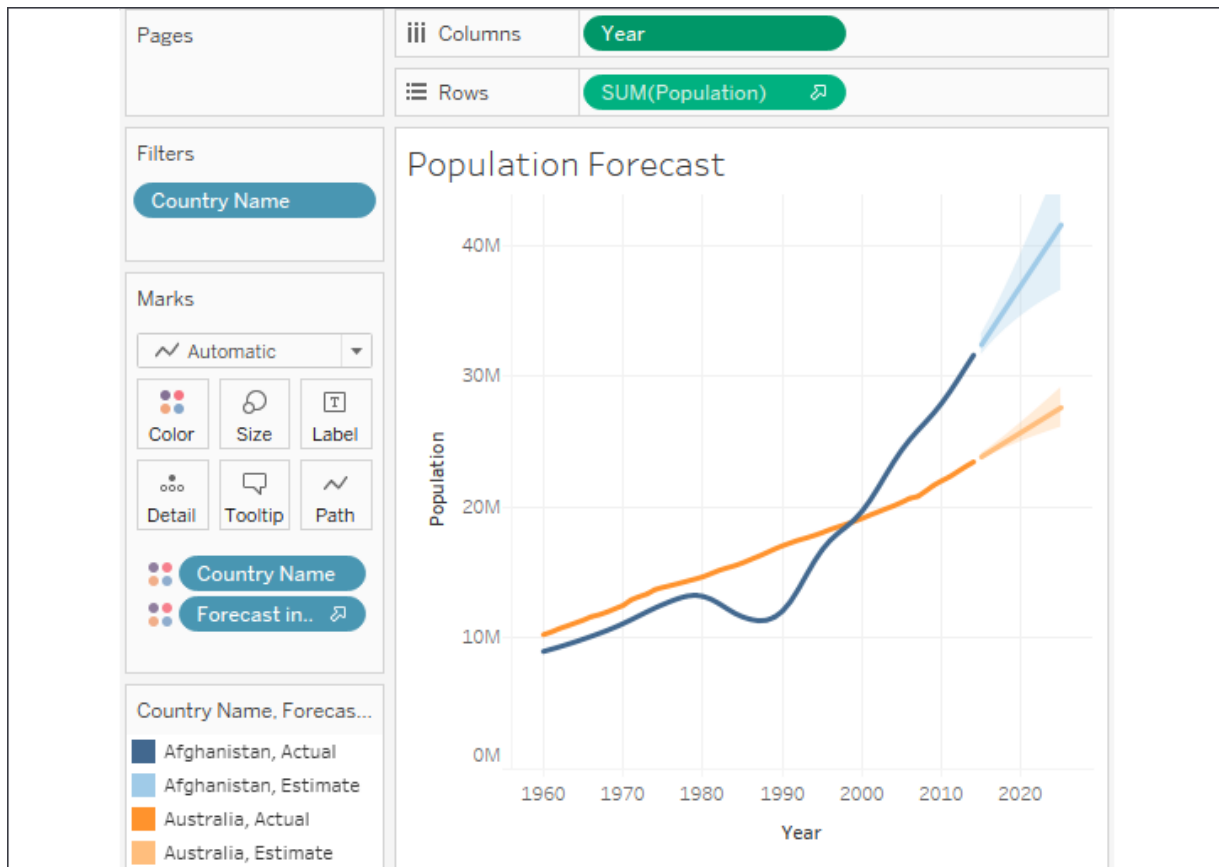 Pages
Columns
Year
Rows
SUM(Population)
Filters
Country Name
Marks
Automatic
Color
Size
Label
Detail
Tooltip
Path
Country Name
Forecast in..
Country Name, Forecas...
Afghanistan, Actual
Afghanistan, Estimate
Australia, Actual
Australia, Estimate
Population Forecast
40M
30M
20M
10M
0M
Population
1960 1970 1980 1990 2000 2010 2020
Year